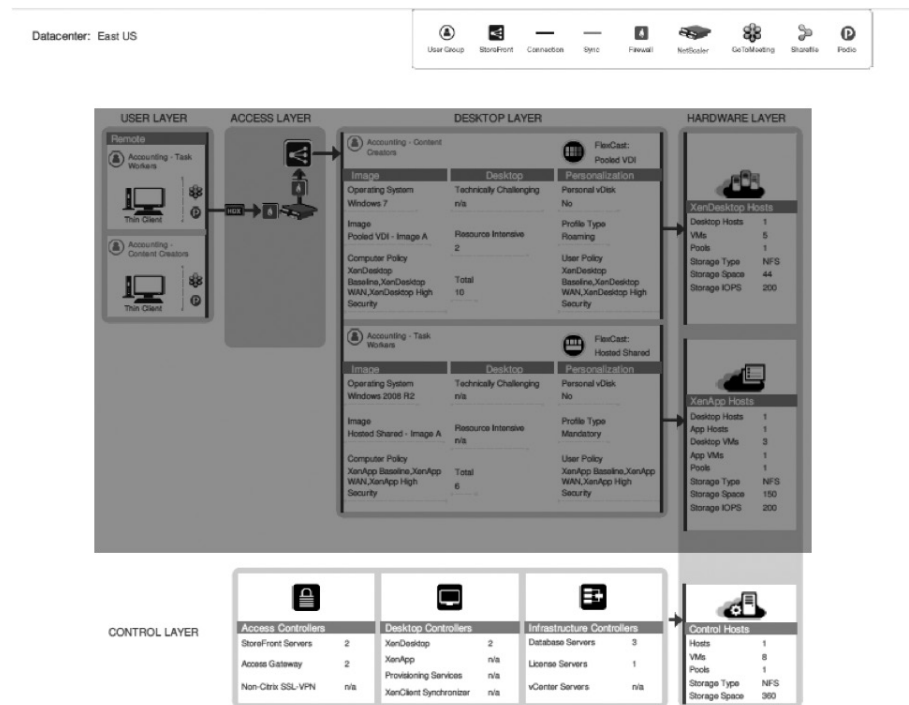 Datacenter: East US
User Group
StoreFront
Connection
Sync
Firewall
NetScaler
GoToMeeting
Sharefile
Podio
USER LAYER
ACCESS LAYER
DESKTOP LAYER
HARDWARE LAYER
Remote
Accounting - Task
Workers
Thin Client
Accounting -
Content Creators
Thin Client
HDX
Accounting - Content
Creators
FlexCast:
Pooled VDI
Image
Desktop
Personalization
Operating System
Windows 7
Technically Challenging
n/a
Personal vDisk
No
Image
Pooled VDI - Image A
Resource Intensive
2
Profile Type
Roaming
Computer Policy
XenDesktop
Baseline,XenDesktop
WAN,XenDesktop High
Security
Total
10
User Policy
XenDesktop
Baseline,XenDesktop
WAN,XenDesktop High
Security
Accounting - Task
Workers
FlexCast:
Hosted Shared
Image
Desktop
Personalization
Operating System
Windows 2008 R2
Technically Challenging
n/a
Personal vDisk
No
Image
Hosted Shared - Image A
Resource Intensive
n/a
Profile Type
Mandatory
Computer Policy
XenApp Baseline,XenApp
WAN,XenApp High
Security
Total
6
User Policy
XenApp Baseline,XenApp
WAN,XenApp High
Security
XenDesktop Hosts
Desktop Hosts 1
VMs 5
Pools 1
Storage Type NFS
Storage Space 44
Storage IOPS 200
XenApp Hosts
Desktop Hosts 1
App Hosts 1
Desktop VMs 3
App VMs 1
Pools 1
Storage Type NFS
Storage Space 150
Storage IOPS 200
CONTROL LAYER
Access Controllers
StoreFront Servers 2
Access Gateway 2
Non-Citrix SSL-VPN n/a
Desktop Controllers
XenDesktop 2
XenApp n/a
Provisioning Services n/a
XenClient Synchronizer n/a
Infrastructure Controllers
Database Servers 3
License Servers 1
vCenter Servers n/a
Control Hosts
Hosts 1
VMs 8
Pools 1
Storage Type NFS
Storage Space 360